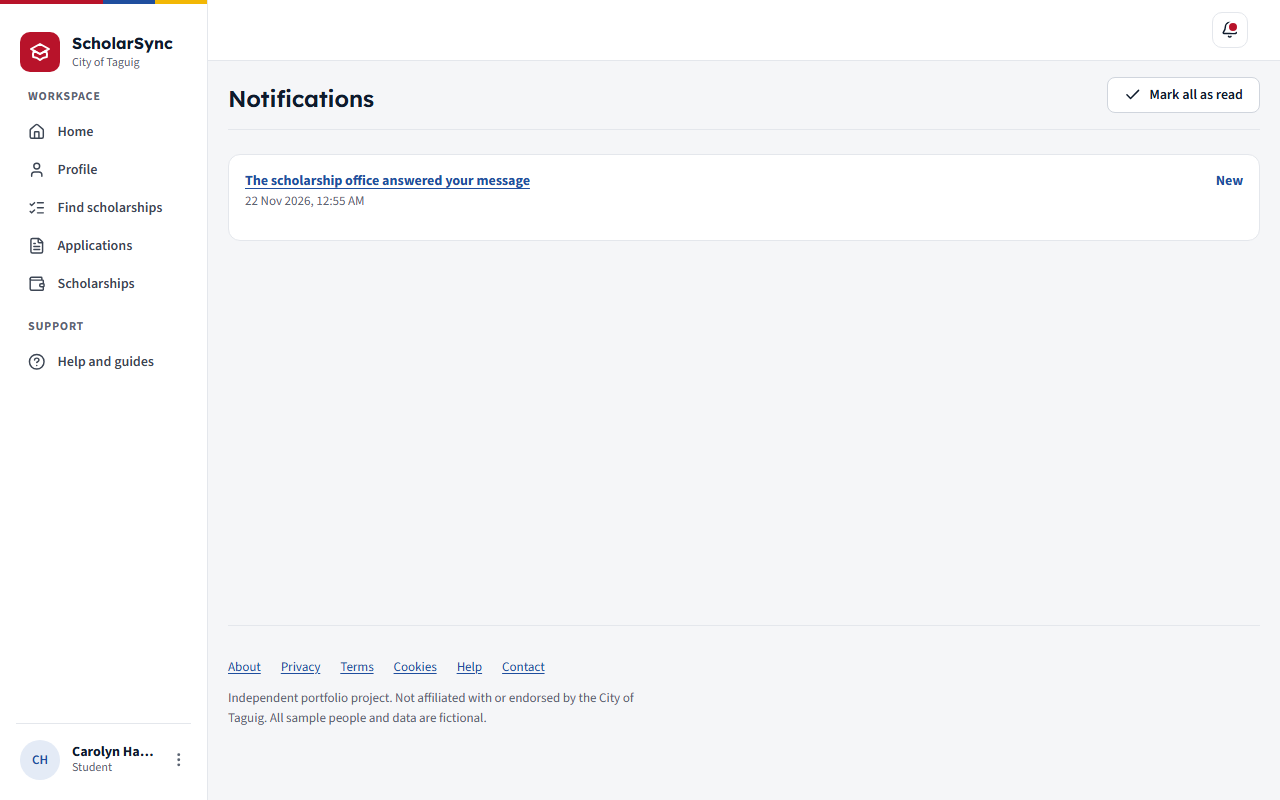 ScholarSync
City of Taguig
WORKSPACE
Home
Profile
Find scholarships
Applications
Scholarships
SUPPORT
Help and guides
CH
Carolyn Ha...
Student
Notifications
Mark all as read
The scholarship office answered your message
New
22 Nov 2026, 12:55 AM
About
Privacy
Terms
Cookies
Help
Contact
Independent portfolio project. Not affiliated with or endorsed by the City of
Taguig. All sample people and data are fictional.